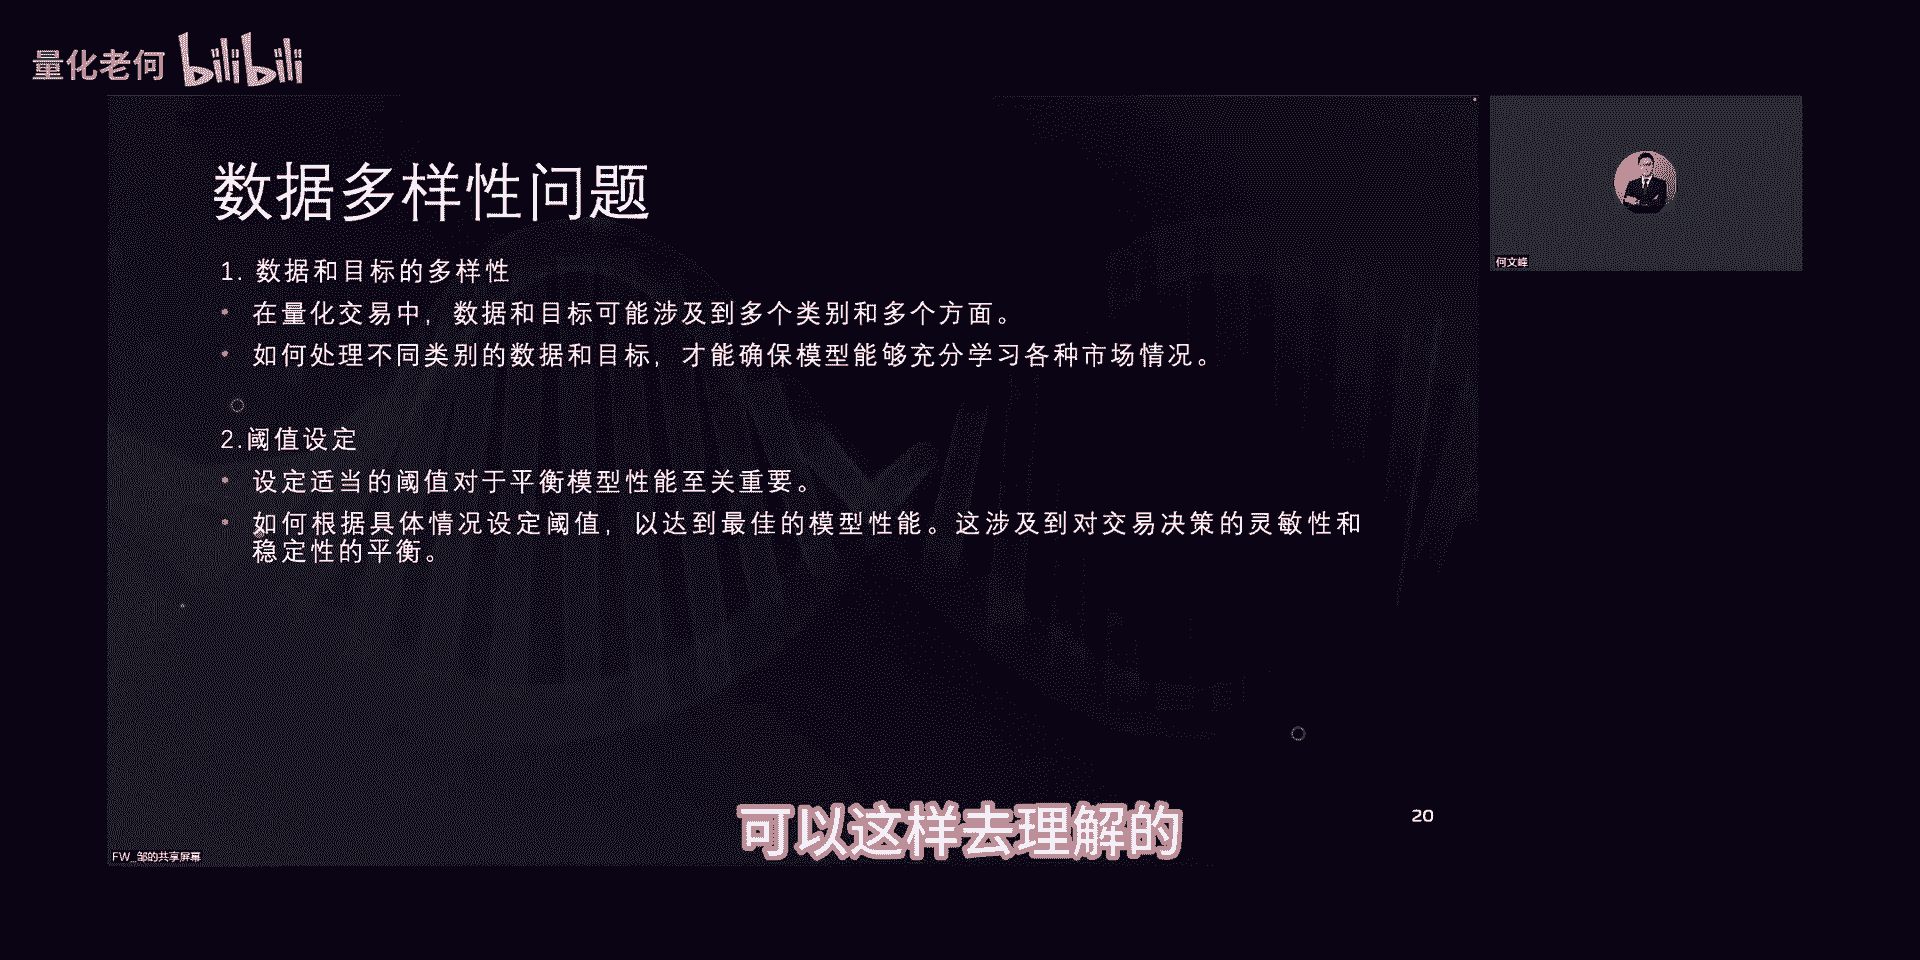 量化老何 bilibili
数据多样性问题
1. 数据和目标的多样性
• 在量化交易中，数据和目标可能涉及到多个类别和多个方面。
• 如何处理不同类别的数据和目标，才能确保模型能够充分学习各种市场情况。
何文峰
2.阈值设定
• 设定适当的阈值对于平衡模型性能至关重要。
• 如何根据具体情况设定阈值，以达到最佳的模型性能。这涉及到对交易决策的灵敏性和
稳定性的平衡。
20
可以这样去理解的
FW_邹的共享屏幕